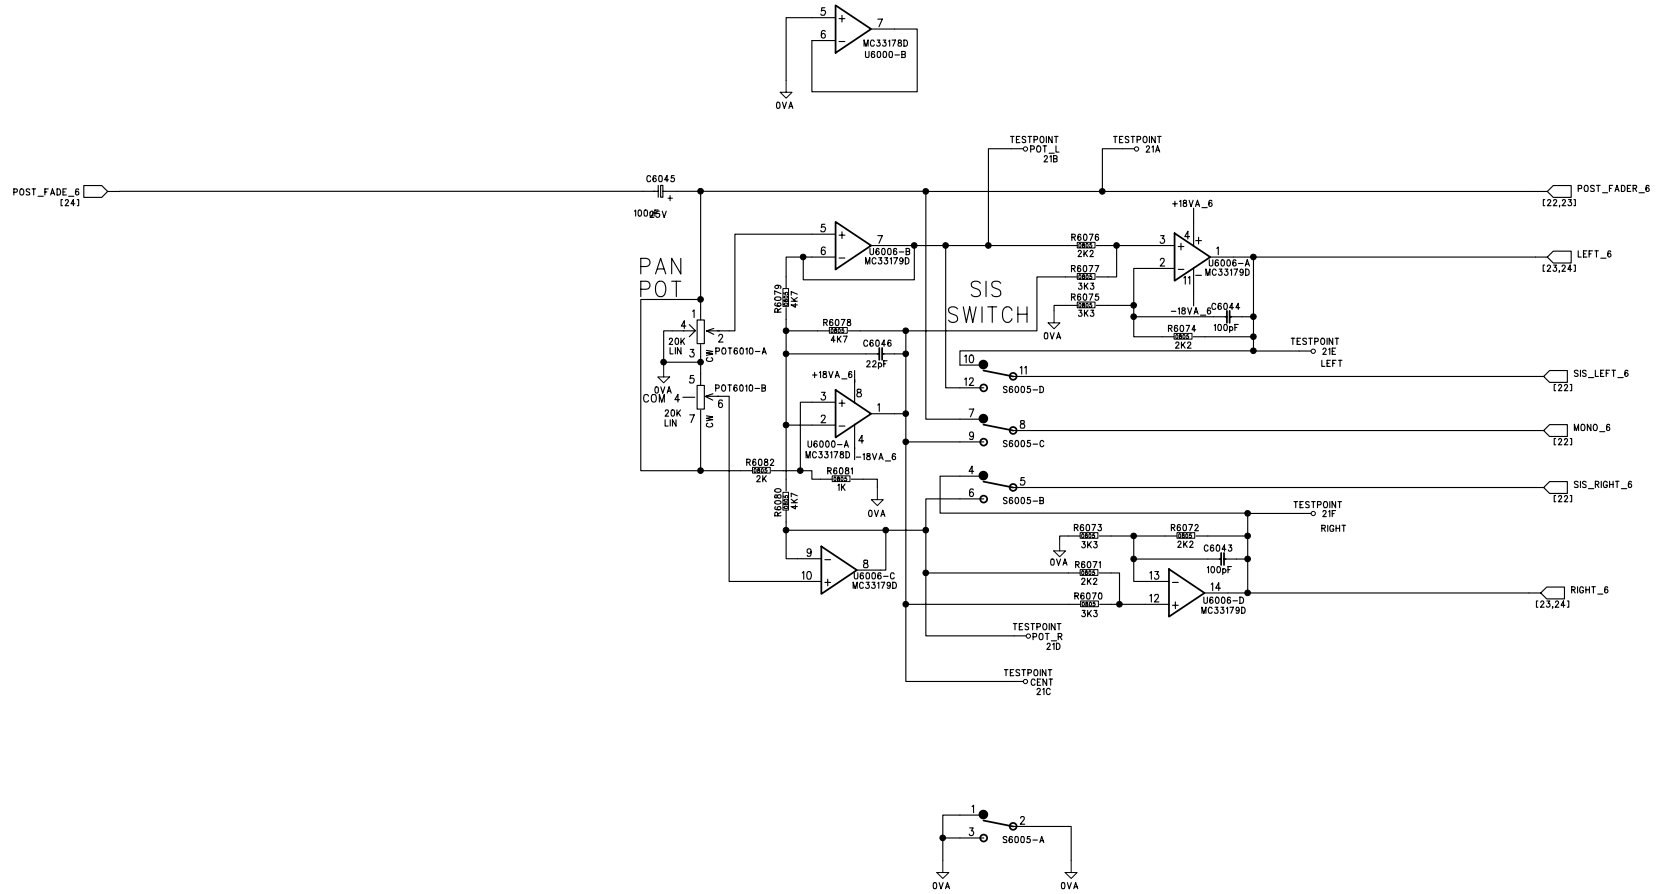 5
6
7
MC33178D
U6000-B
0VA
TESTPOINT
POT_L
21B
TESTPOINT
21A
POST_FADE_6
[24]
C6045
+
25V
POST_FADER_6
[22,23]
+18VA_6
5
6
7
U6006-B
MC33179D
R6076
2K2
R6077
3K3
R6075
3K3
0VA
3
2
4
11
1
U6006-A
MC33179D
LEFT_6
[23,24]
-18VA_6
C6044
100pF
R6074
2K2
PAN
POT
1
4
2
3
20K
LIN
CW
POT6010-A
0VA
5
COM 4
6
7
20K
LIN
CW
POT6010-B
R6079
4K7
R6078
4K7
C6046
22pF
SIS
SWITCH
TESTPOINT
21E
LEFT
10
12
11
S6005-D
SIS_LEFT_6
[22]
+18VA_6
3
2
8
1
4
U6000-A
MC33178D
-18VA_6
7
9
8
S6005-C
MONO_6
[22]
R6082
2K
R6081
1K
0VA
R6080
4K7
4
6
5
S6005-B
SIS_RIGHT_6
[22]
TESTPOINT
21F
RIGHT
9
10
8
U6006-C
MC33179D
R6073
3K3
0VA
R6072
2K2
C6043
100pF
R6071
2K2
R6070
3K3
13
12
14
U6006-D
MC33179D
RIGHT_6
[23,24]
TESTPOINT
POT_R
21D
TESTPOINT
CENT
21C
1
3
2
S6005-A
0VA
0VA